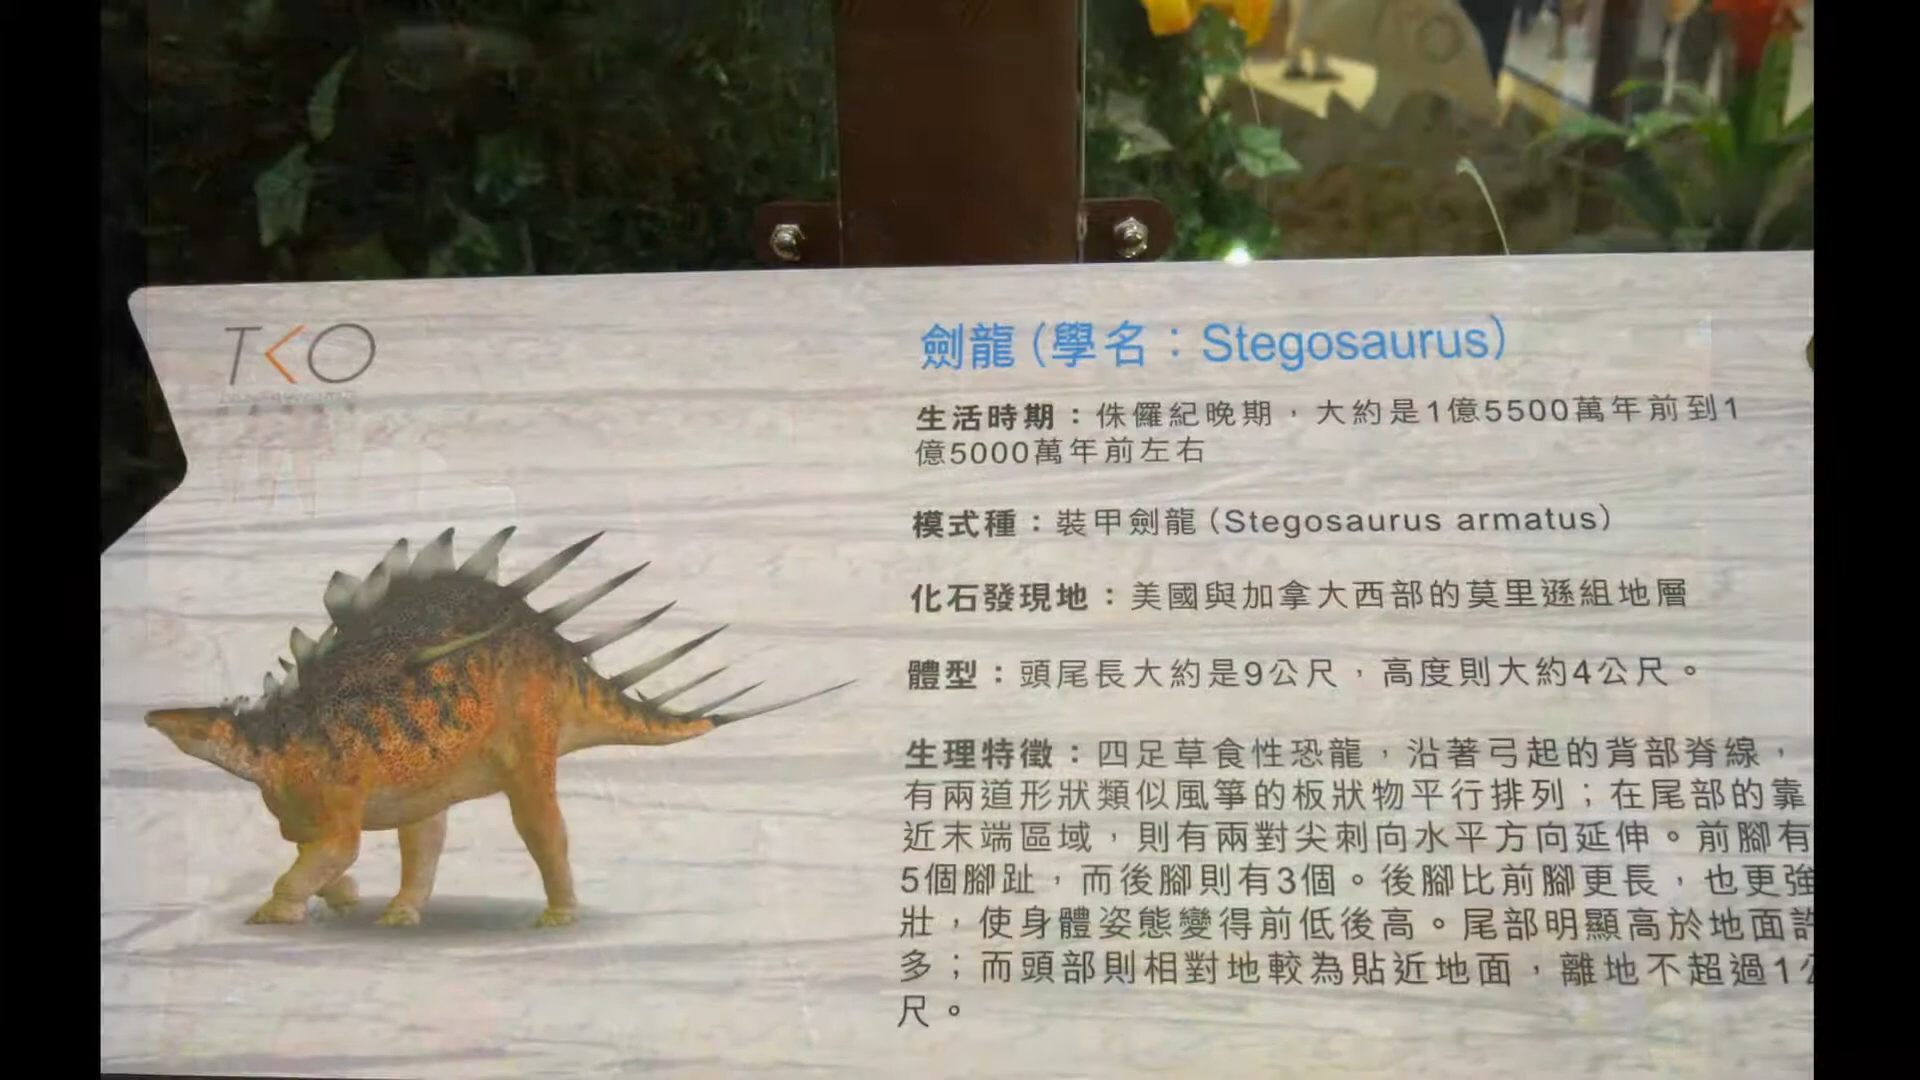 TKO
劍龍（學名：Stegosaurus）
生活時期：侏儸紀晚期，大約是1億5500萬年前到1
億5000萬年前左右
模式種：裝甲劍龍（Stegosaurus armatus）
化石發現地：美國與加拿大西部的莫里遜組地層
體型：頭尾長大約是9公尺，高度則大約4公尺。
生理特徵：四足草食性恐龍，沿著弓起的背部脊線，
有兩道形狀類似風箏的板狀物平行排列；在尾部的靠
近末端區域，則有兩對尖刺向水平方向延伸。前腳有
5個腳趾，而後腳則有3個。後腳比前腳更長，也更強
壯，使身體姿態變得前低後高。尾部明顯高於地面許
多；而頭部則相對地較為貼近地面，離地不超過1公
尺。